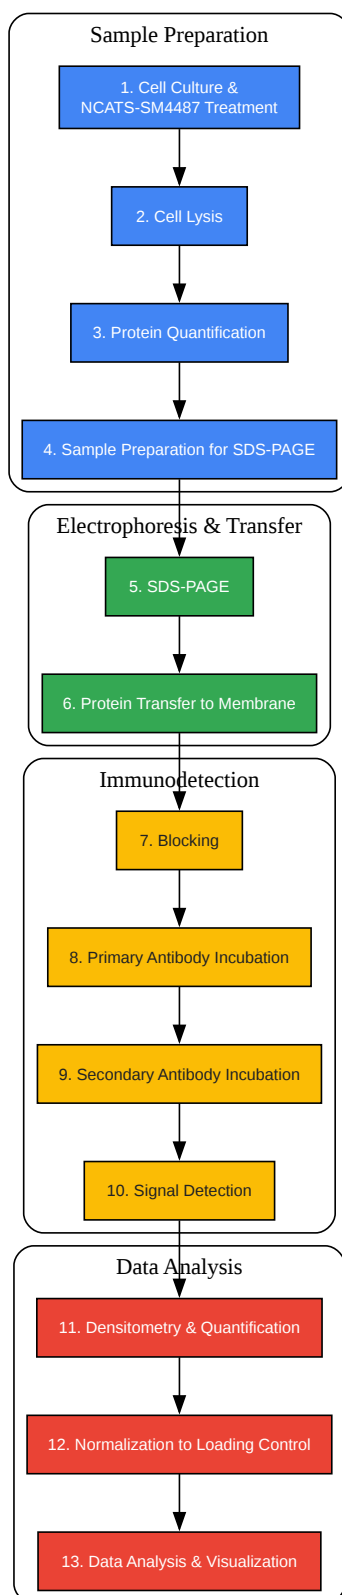 Sample Preparation
1. Cell Culture &
NCATS-SM4487 Treatment
2. Cell Lysis
3. Protein Quantification
4. Sample Preparation for SDS-PAGE
Electrophoresis & Transfer
5. SDS-PAGE
6. Protein Transfer to Membrane
Immunodetection
7. Blocking
8. Primary Antibody Incubation
9. Secondary Antibody Incubation
10. Signal Detection
Data Analysis
11. Densitometry & Quantification
12. Normalization to Loading Control
13. Data Analysis & Visualization